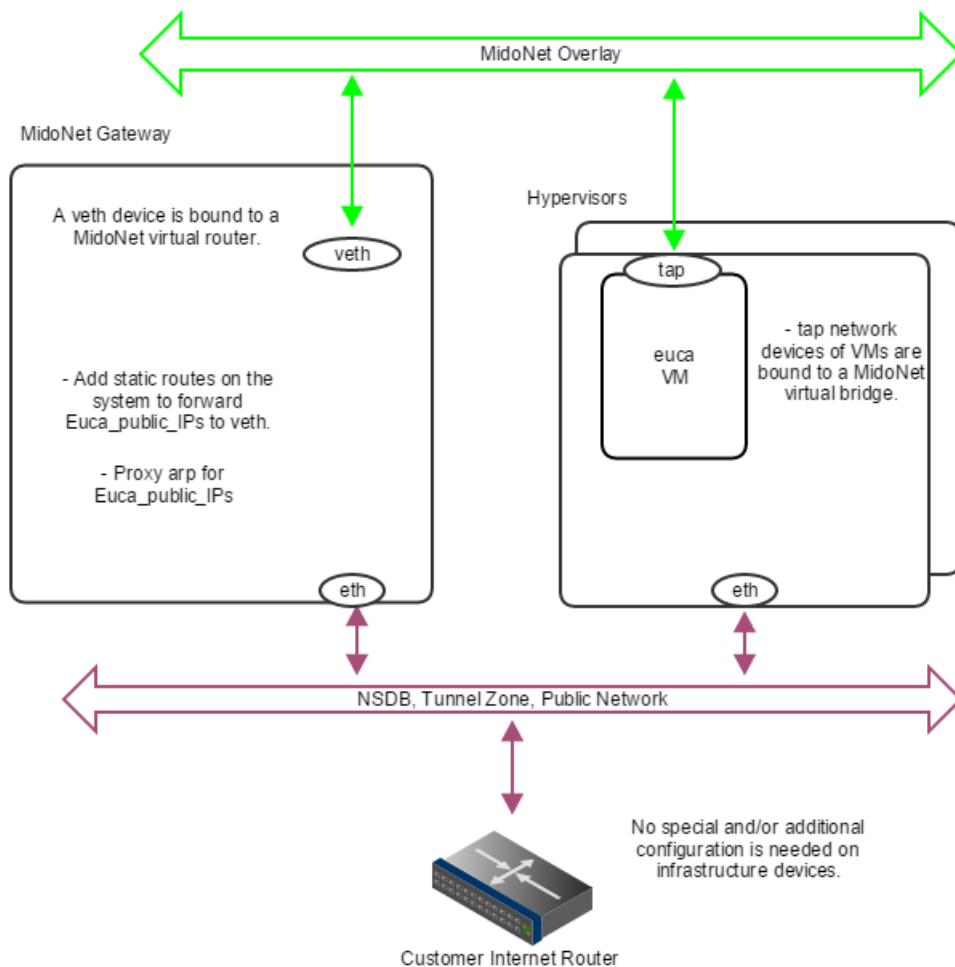 MidoNet Overlay
MidoNet Gateway
A veth device is bound to a
MidoNet virtual router.
veth
- Add static routes on the
system to forward
Euca_public_IPs to veth.
- Proxy arp for
Euca_public_IPs
eth
Hypervisors
tap
euca
VM
- tap network
devices of VMs are
bound to a MidoNet
virtual bridge.
eth
NSDB, Tunnel Zone, Public Network
No special and/or additional
configuration is needed on
infrastructure devices.
Customer Internet Router